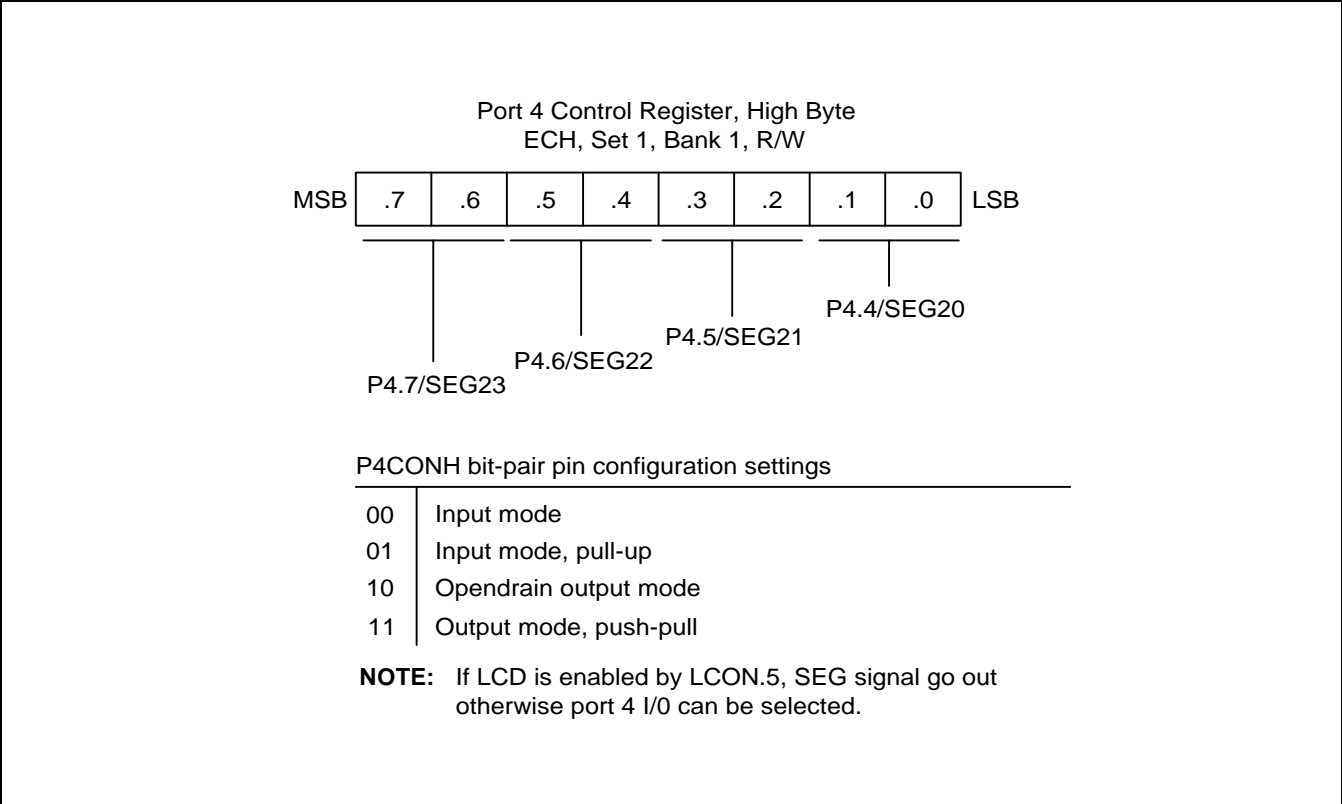 Port 4 Control Register, High Byte
ECH, Set 1, Bank 1, R/W
MSB .7 .6 .5 .4 .3 .2 .1 .0 LSB
P4.4/SEG20
P4.5/SEG21
P4.6/SEG22
P4.7/SEG23
P4CONH bit-pair pin configuration settings
00 Input mode
01 Input mode, pull-up
10 Opendrain output mode
11 Output mode, push-pull
NOTE: If LCD is enabled by LCON.5, SEG signal go out
otherwise port 4 I/0 can be selected.